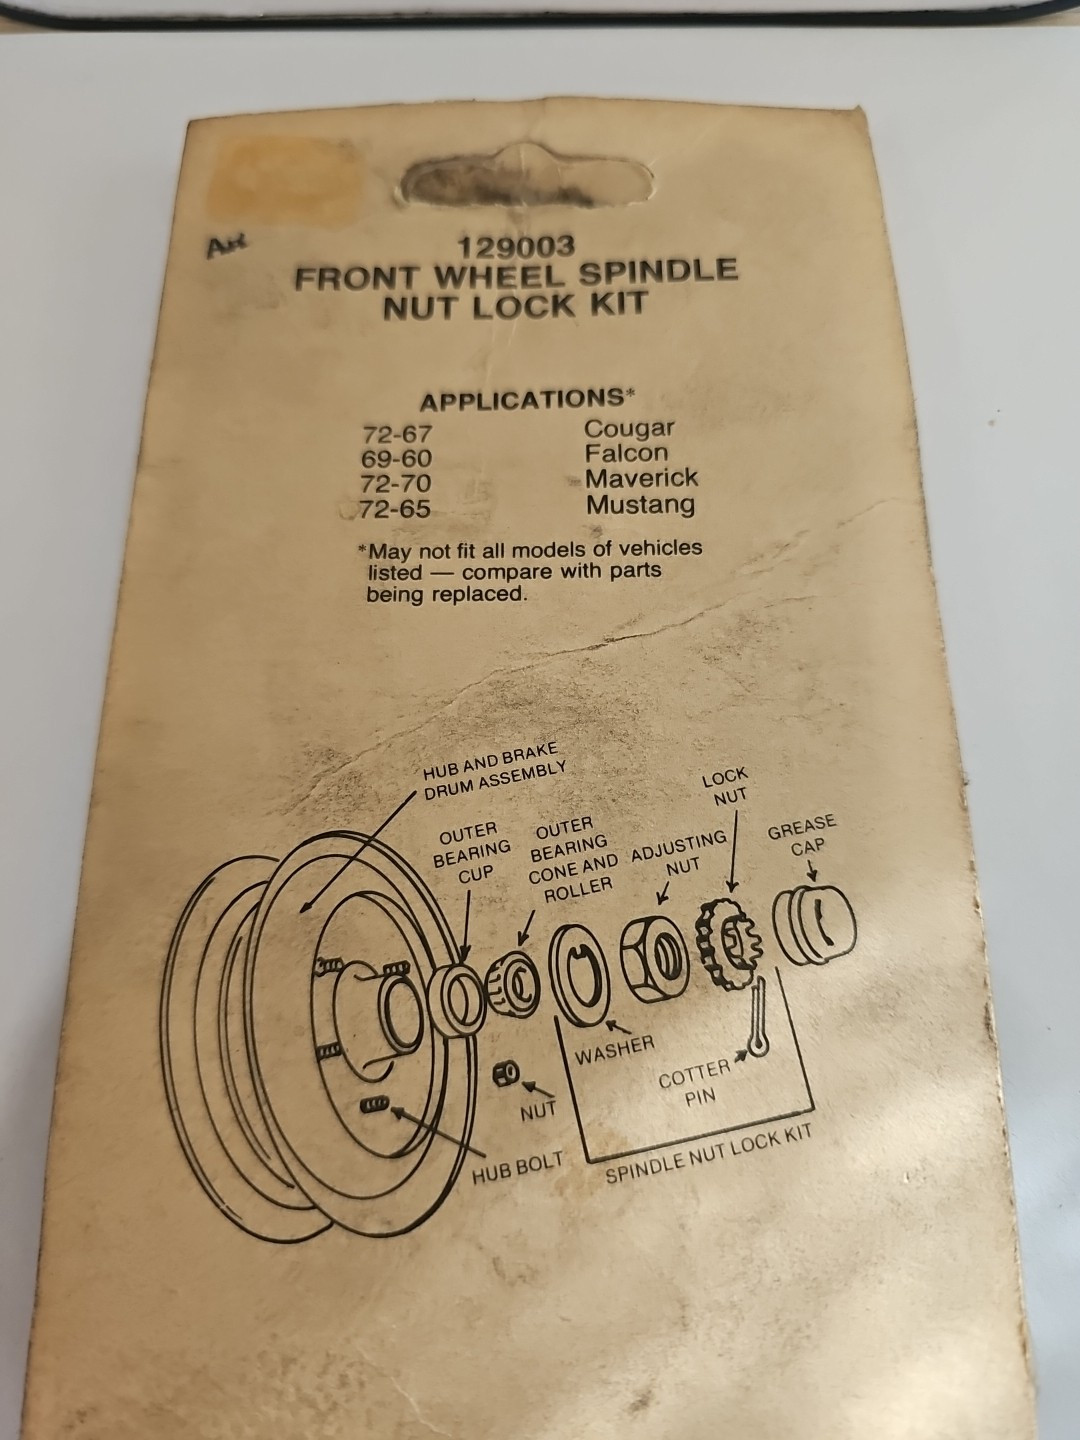 129003
FRONT WHEEL SPINDLE
NUT LOCK KIT
APPLICATIONS*
72-67 Cougar
69-60 Falcon
72-70 Maverick
72-65 Mustang
*May not fit all models of vehicles
listed — compare with parts
being replaced.
HUB AND BRAKE
DRUM ASSEMBLY
OUTER
BEARING
CUP
OUTER
BEARING
CONE AND
ROLLER
ADJUSTING
NUT
LOCK
NUT
GREASE
CAP
WASHER
COTTER
PIN
NUT
HUB BOLT
SPINDLE NUT LOCK KIT